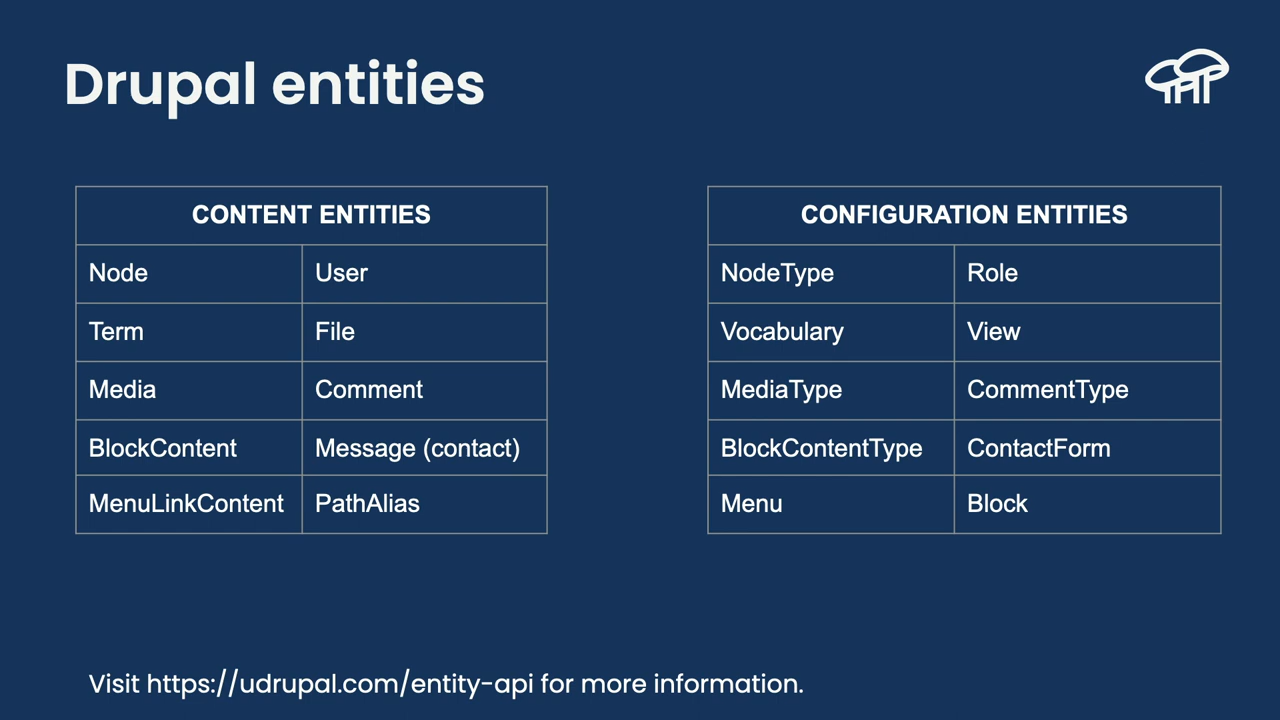 Drupal entities
CONTENT ENTITIES
Node User
Term File
Media Comment
BlockContent Message (contact)
MenuLinkContent PathAlias
CONFIGURATION ENTITIES
NodeType Role
Vocabulary View
MediaType CommentType
BlockContentType ContactForm
Menu Block
Visit https://udrupal.com/entity-api for more information.